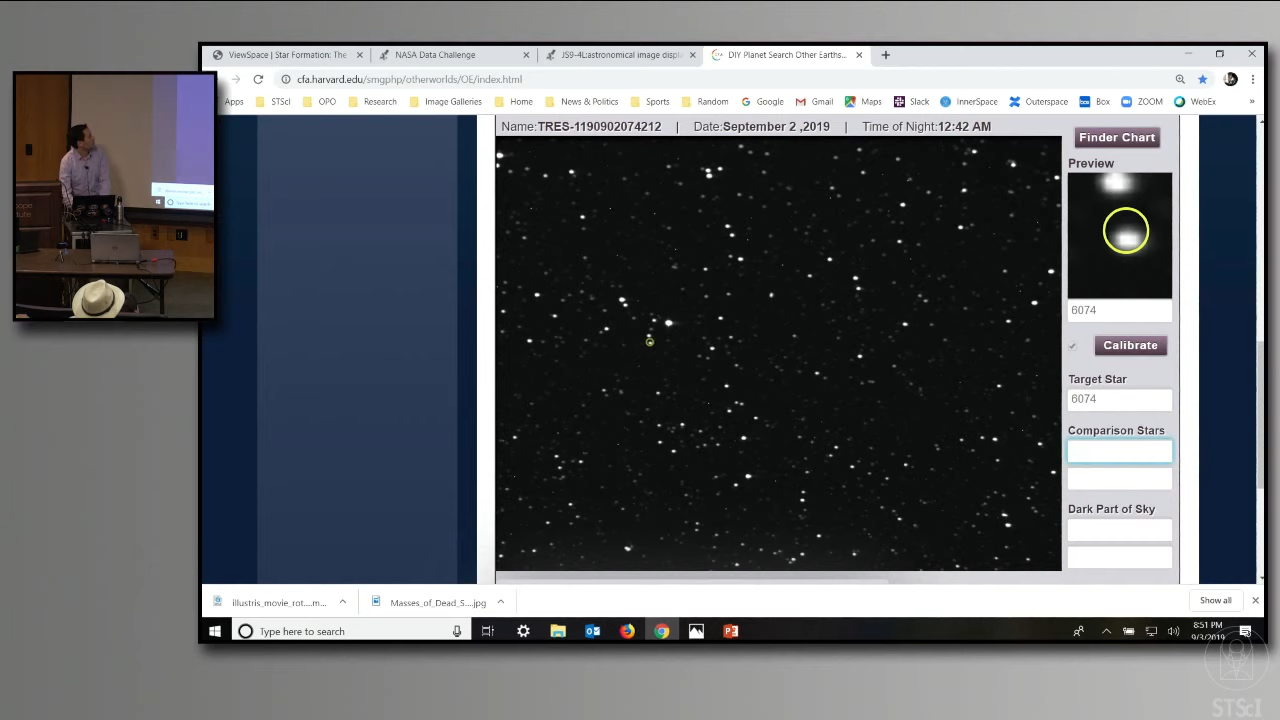 ViewSpace | Star Formation: The
NASA Data Challenge
JS9-4L:astronomical image displ
DIY Planet Search Other Earths...
cfa.harvard.edu/smgphp/otherworlds/OE/index.html
Apps
STScI
OPO
Research
Image Galleries
Home
News & Politics
Sports
Random
Google
Gmail
Maps
Slack
InnerSpace
Outerspace
Box
ZOOM
WebEx
»
Name:TRES-1190902074212 | Date:September 2 ,2019 | Time of Night:12:42 AM
Finder Chart
Preview
6074
Calibrate
Target Star
6074
Comparison Stars
Dark Part of Sky
illustris_movie_rot....m...
Masses_of_Dead_S....jpg
Show all
Type here to search
8:51 PM
9/3/2019
STScI